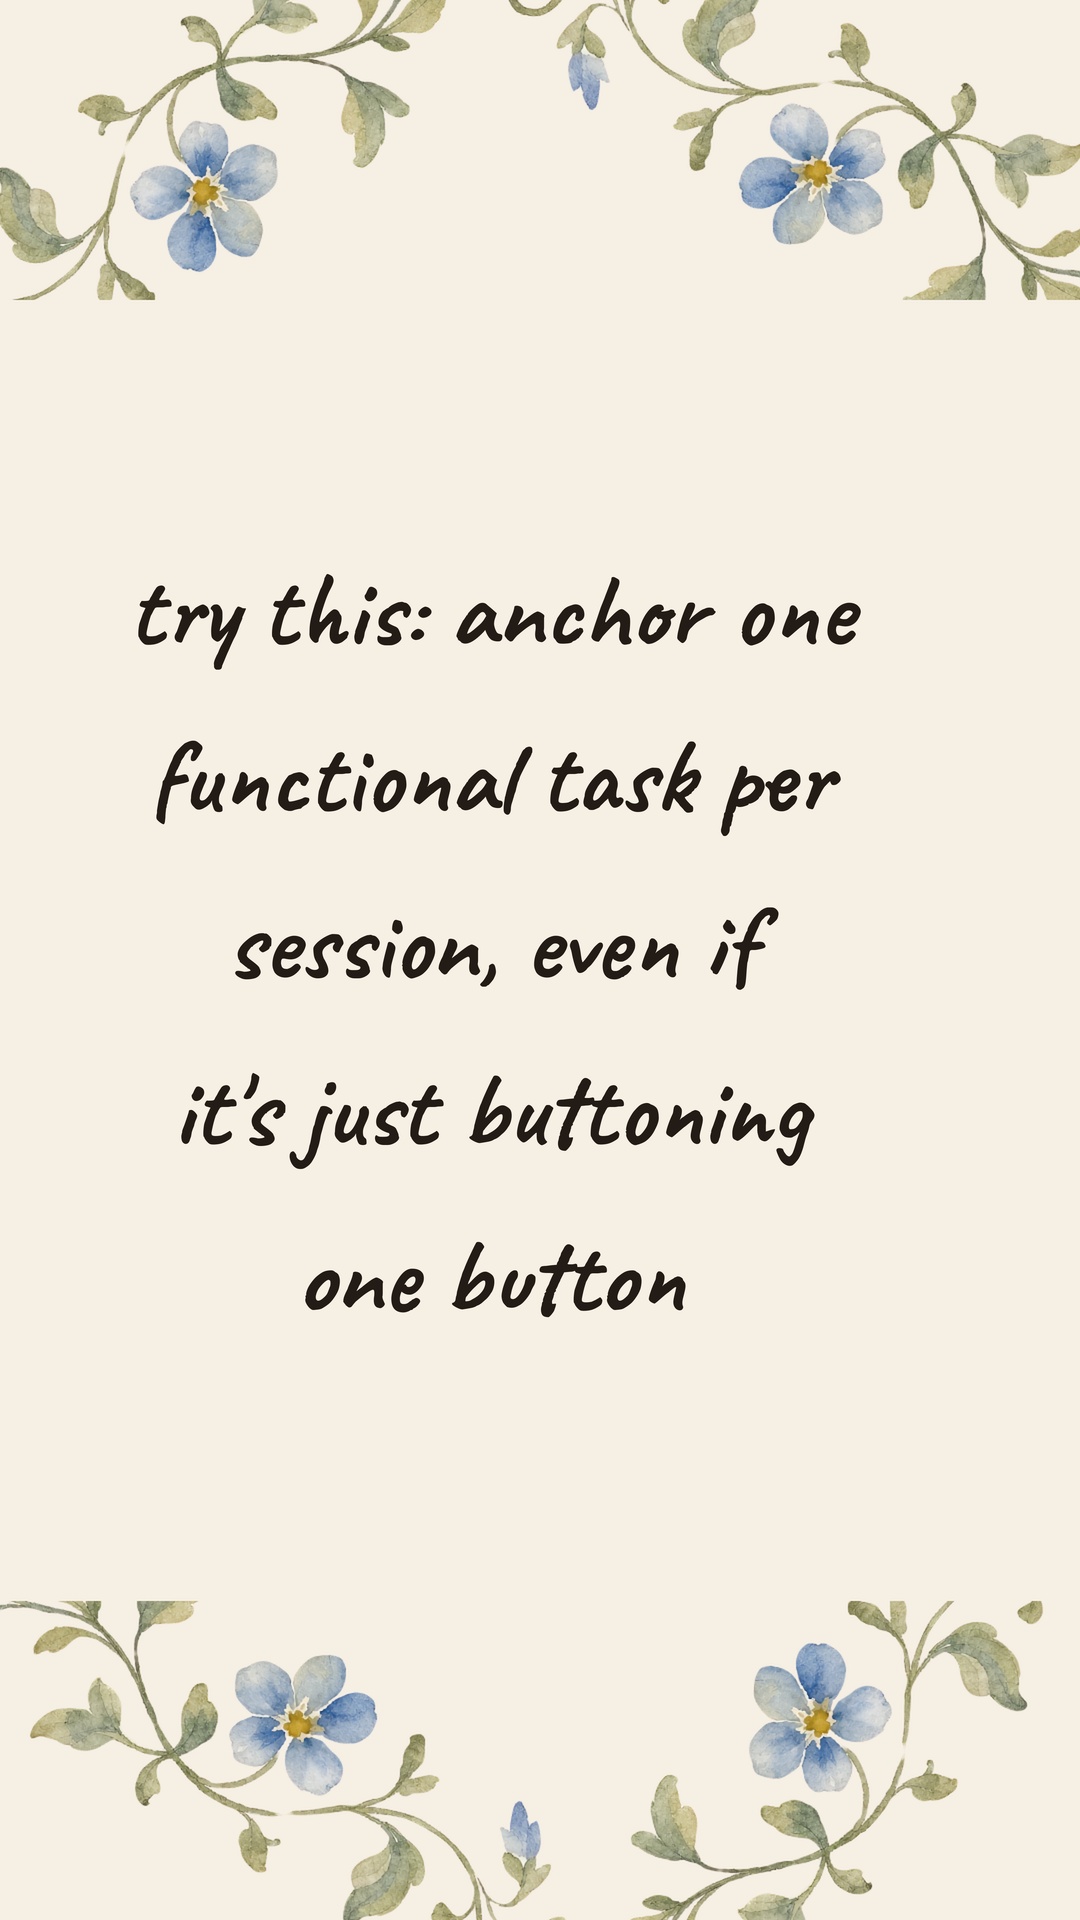 try this: anchor one
functional task per
session, even if
it's just buttoning
one button